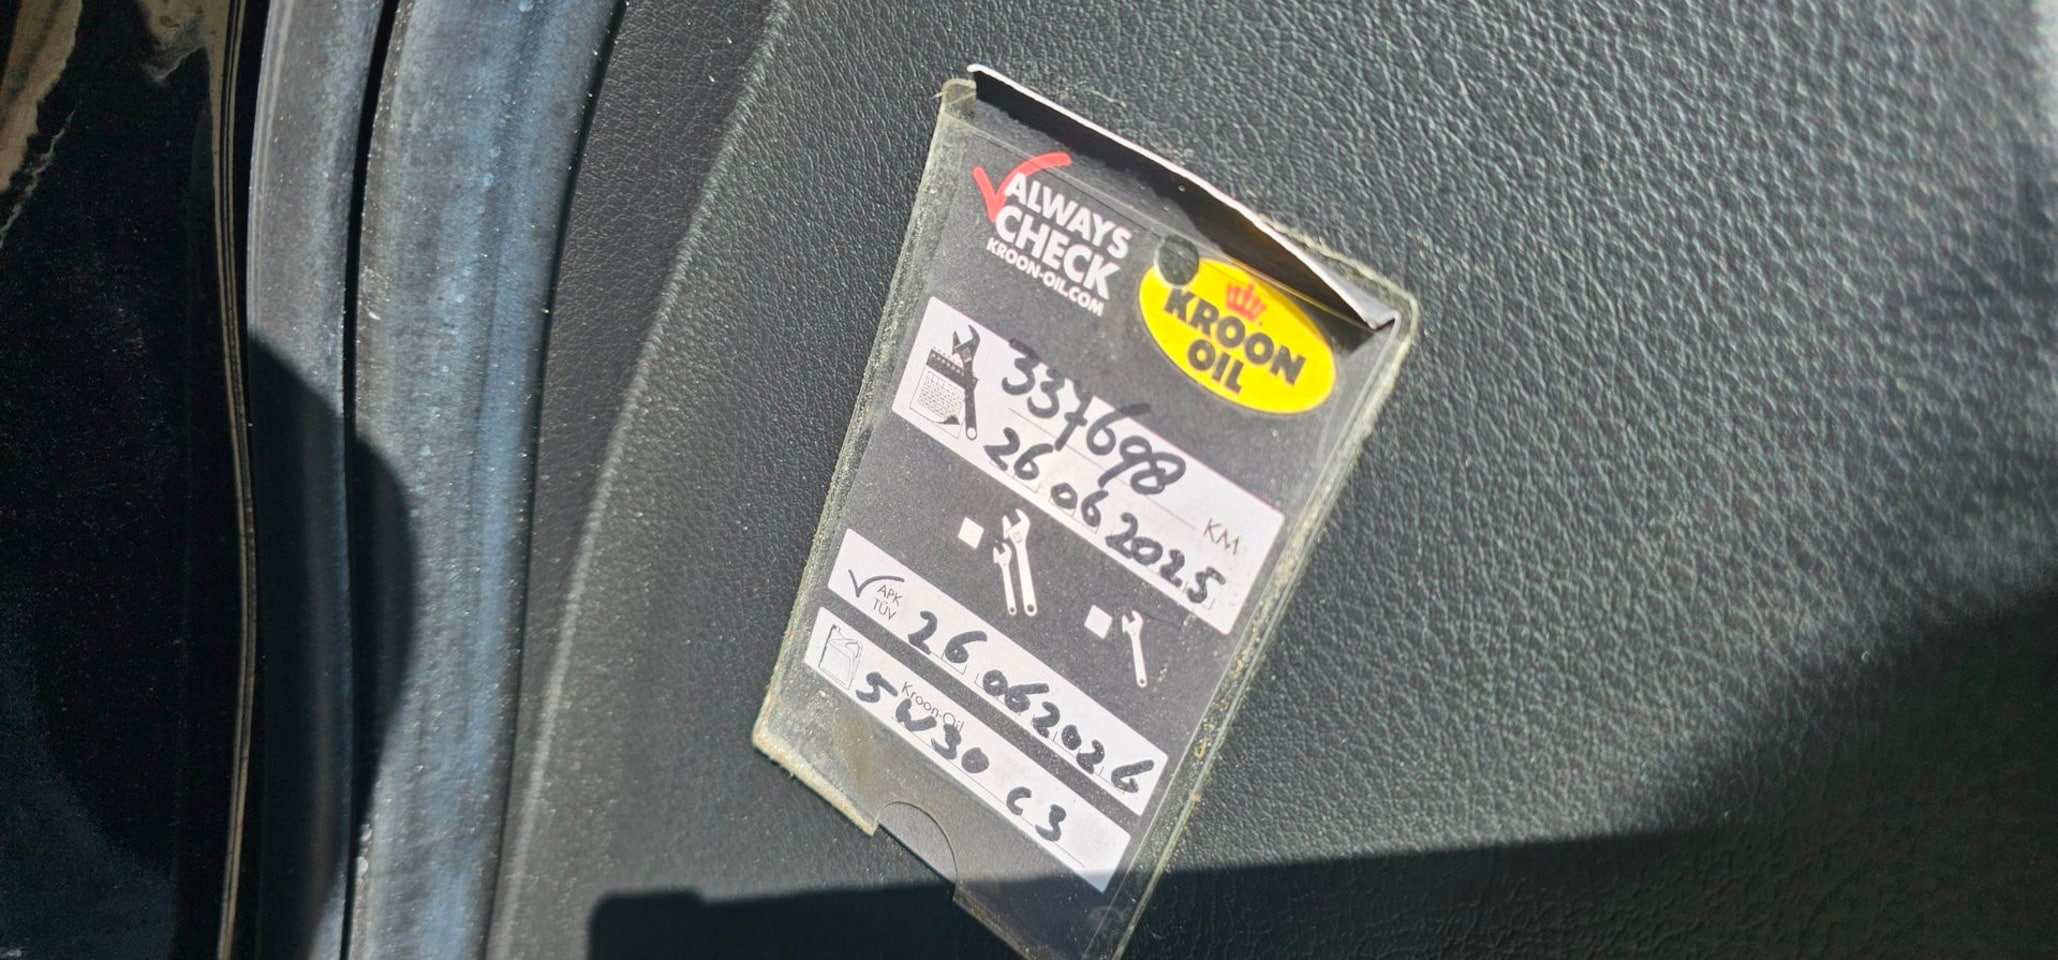 ALWAYS
CHECK
KROON-OIL.COM
KROON
OIL
337698 KM
26 06 2025
APK
TÜV
26 06 2026
Kroon-Oil
5W30 C3